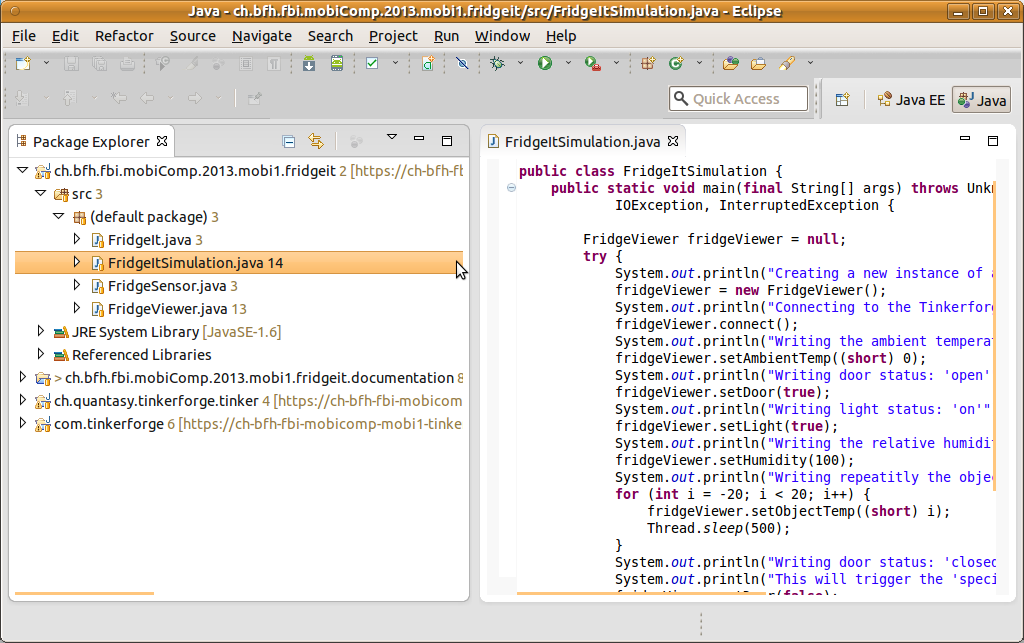 Java - ch.bfh.fbi.mobiComp.2013.mobi1.fridgeit/src/FridgeItSimulation.java - Eclipse
File Edit Refactor Source Navigate Search Project Run Window Help
Quick Access
Java EE
Java
Package Explorer
ch.bfh.fbi.mobiComp.2013.mobi1.fridgeit 2 [https://ch-bfh-fb
src 3
(default package) 3
FridgeIt.java 3
FridgeItSimulation.java 14
FridgeSensor.java 3
FridgeViewer.java 13
JRE System Library [JavaSE-1.6]
Referenced Libraries
> ch.bfh.fbi.mobiComp.2013.mobi1.fridgeit.documentation 8
ch.quantasy.tinkerforge.tinker 4 [https://ch-bfh-fbi-mobicom
com.tinkerforge 6 [https://ch-bfh-fbi-mobicomp-mobi1-tinke
FridgeItSimulation.java
public class FridgeItSimulation {
public static void main(final String[] args) throws Unkn
IOException, InterruptedException {
FridgeViewer fridgeViewer = null;
try {
System.out.println("Creating a new instance of a
fridgeViewer = new FridgeViewer();
System.out.println("Connecting to the Tinkerforg
fridgeViewer.connect();
System.out.println("Writing the ambient temperat
fridgeViewer.setAmbientTemp((short) 0);
System.out.println("Writing door status: 'open'
fridgeViewer.setDoor(true);
System.out.println("Writing light status: 'on'"
fridgeViewer.setLight(true);
System.out.println("Writing the relative humidit
fridgeViewer.setHumidity(100);
System.out.println("Writing repeatitly the objec
for (int i = -20; i < 20; i++) {
fridgeViewer.setObjectTemp((short) i);
Thread.sleep(500);
}
System.out.println("Writing door status: 'closed
System.out.println("This will trigger the 'speci
(false);